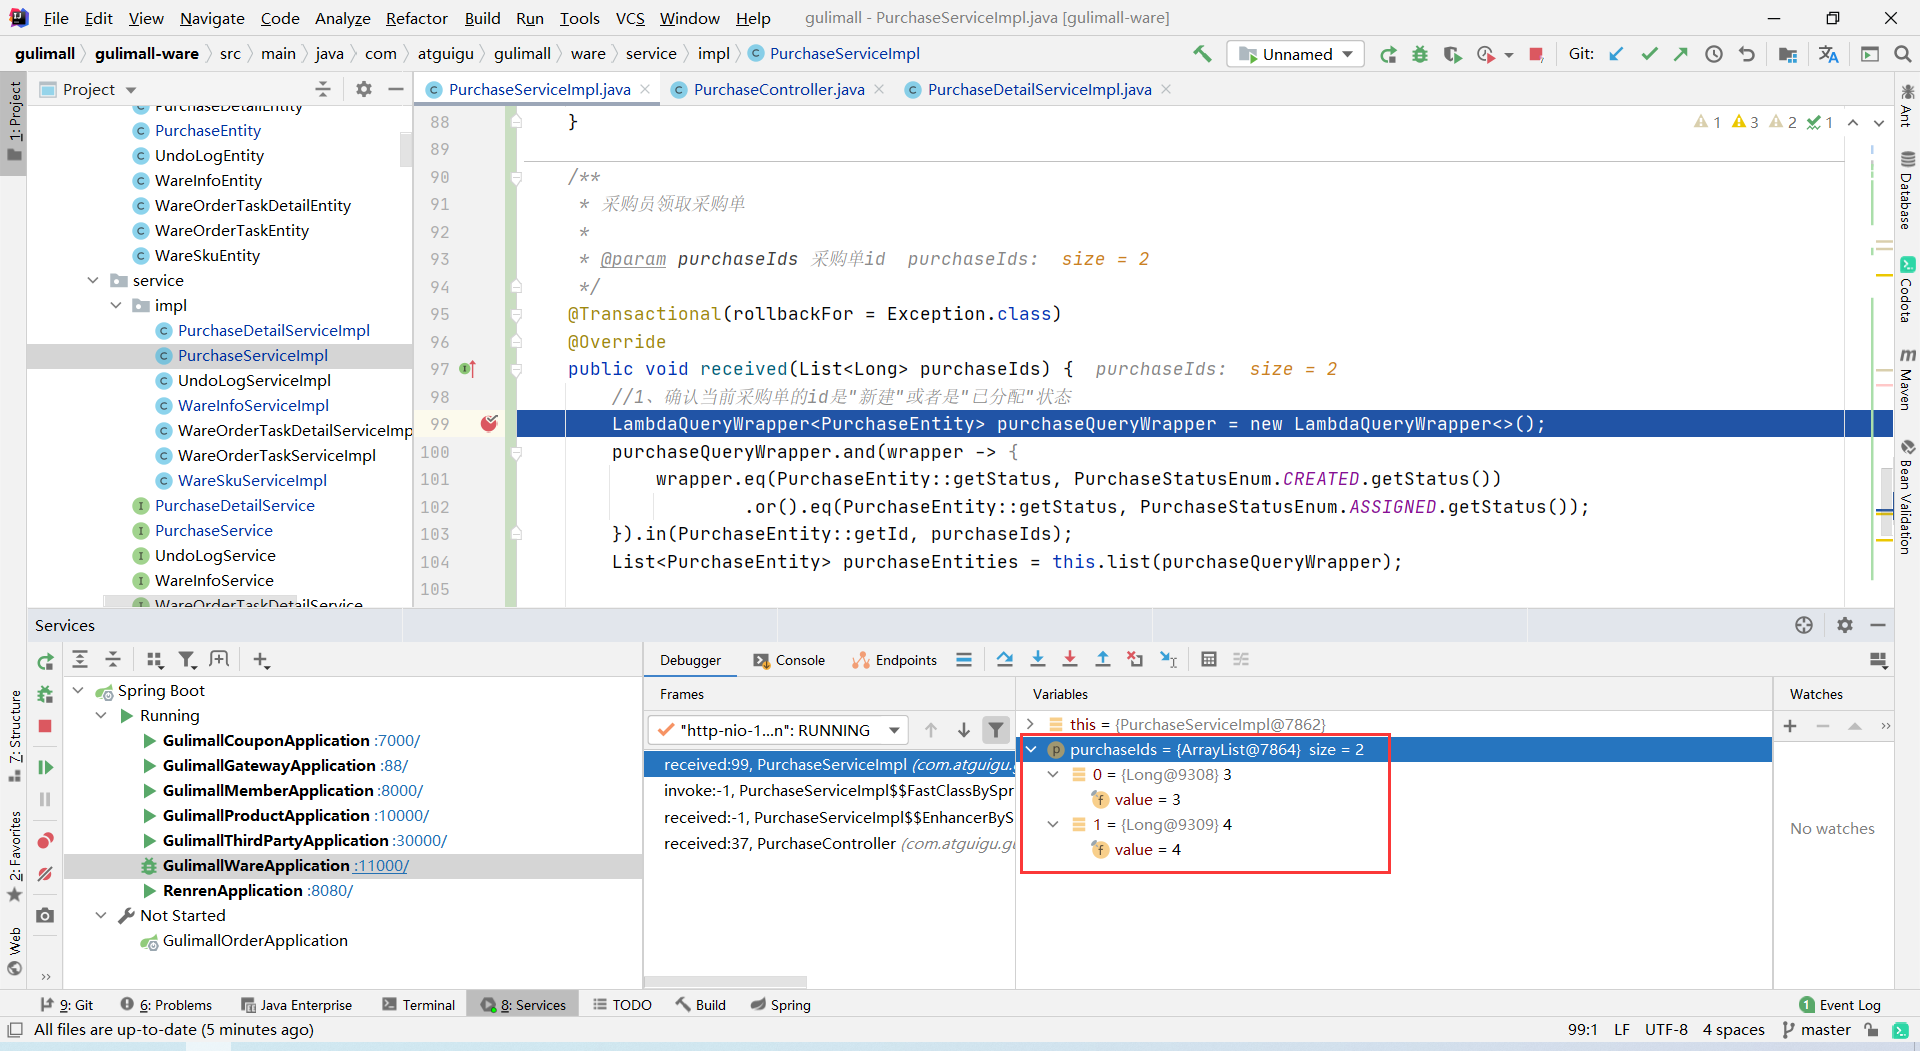 File Edit View Navigate Code Analyze Refactor Build Run Tools VCS Window Help gulimall - PurchaseServiceImpl.java [gulimall-ware]
gulimall gulimall-ware src main java com atguigu gulimall ware service impl PurchaseServiceImpl Unnamed Git:
Project
PurchaseServiceImpl.java PurchaseController.java PurchaseDetailServiceImpl.java
1: Project
PurchaseDetailEntity
PurchaseEntity
UndoLogEntity
WareInfoEntity
WareOrderTaskDetailEntity
WareOrderTaskEntity
WareSkuEntity
service
impl
PurchaseDetailServiceImpl
PurchaseServiceImpl
UndoLogServiceImpl
WareInfoServiceImpl
WareOrderTaskDetailServiceImp
WareOrderTaskServiceImpl
WareSkuServiceImpl
PurchaseDetailService
PurchaseService
UndoLogService
WareInfoService
WareOrderTaskDetailService
1 3 2 1
88 }
89
90 /**
91 * 采购员领取采购单
92 *
93 * @param purchaseIds 采购单id purchaseIds: size = 2
94 */
95 @Transactional(rollbackFor = Exception.class)
96 @Override
97 public void received(List<Long> purchaseIds) { purchaseIds: size = 2
98 //1、确认当前采购单的id是"新建"或者是"已分配"状态
99 LambdaQueryWrapper<PurchaseEntity> purchaseQueryWrapper = new LambdaQueryWrapper<>();
100 purchaseQueryWrapper.and(wrapper -> {
101 wrapper.eq(PurchaseEntity::getStatus, PurchaseStatusEnum.CREATED.getStatus())
102 .or().eq(PurchaseEntity::getStatus, PurchaseStatusEnum.ASSIGNED.getStatus());
103 }).in(PurchaseEntity::getId, purchaseIds);
104 List<PurchaseEntity> purchaseEntities = this.list(purchaseQueryWrapper);
105
Ant
Database
Codota
Maven
Bean Validation
Services
Spring Boot
Running
GulimallCouponApplication :7000/
GulimallGatewayApplication :88/
GulimallMemberApplication :8000/
GulimallProductApplication :10000/
GulimallThirdPartyApplication :30000/
GulimallWareApplication :11000/
RenrenApplication :8080/
Not Started
GulimallOrderApplication
7: Structure
2: Favorites
Web
Debugger Console Endpoints
Frames
"http-nio-1...n": RUNNING
received:99, PurchaseServiceImpl (com.atguigu.g
invoke:-1, PurchaseServiceImpl$$FastClassBySpr
received:-1, PurchaseServiceImpl$$EnhancerByS
received:37, PurchaseController (com.atguigu.gu
Variables
this = {PurchaseServiceImpl@7862}
purchaseIds = {ArrayList@7864} size = 2
0 = {Long@9308} 3
value = 3
1 = {Long@9309} 4
value = 4
Watches
No watches
9: Git 6: Problems Java Enterprise Terminal 8: Services TODO Build Spring 1 Event Log
All files are up-to-date (5 minutes ago) 99:1 LF UTF-8 4 spaces master